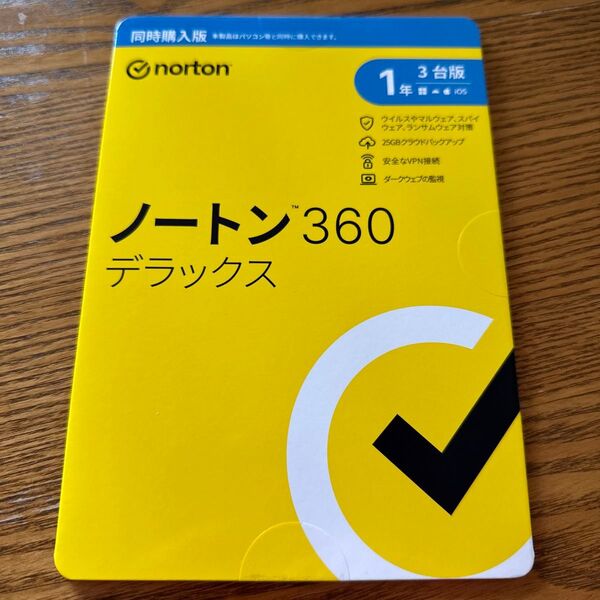 同時購入版 本製品はパソコン等と同時に購入できます。
norton
1年 3台版
iOS
ウイルスやマルウェア、スパイ
ウェア、ランサムウェア対策
25GBクラウドバックアップ
安全なVPN接続
ダークウェブの監視
ノートン™ 360
デラックス